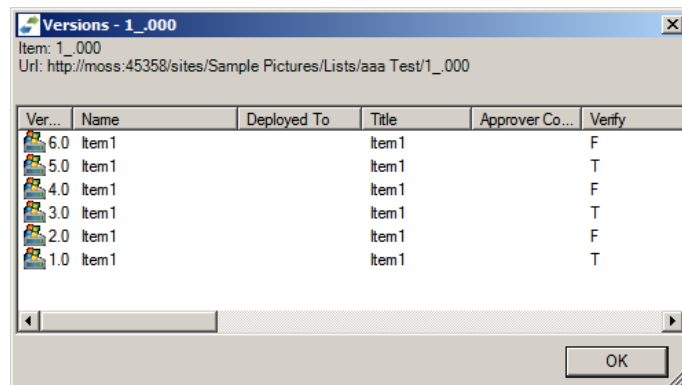 Versions - 1_.000
Item: 1_.000
Url: http://moss:45358/sites/Sample Pictures/Lists/aaa Test/1_.000
Ver... Name Deployed To Title Approver Co... Verify
6.0 Item1 Item1 F
5.0 Item1 Item1 T
4.0 Item1 Item1 F
3.0 Item1 Item1 T
2.0 Item1 Item1 F
1.0 Item1 Item1 T
OK